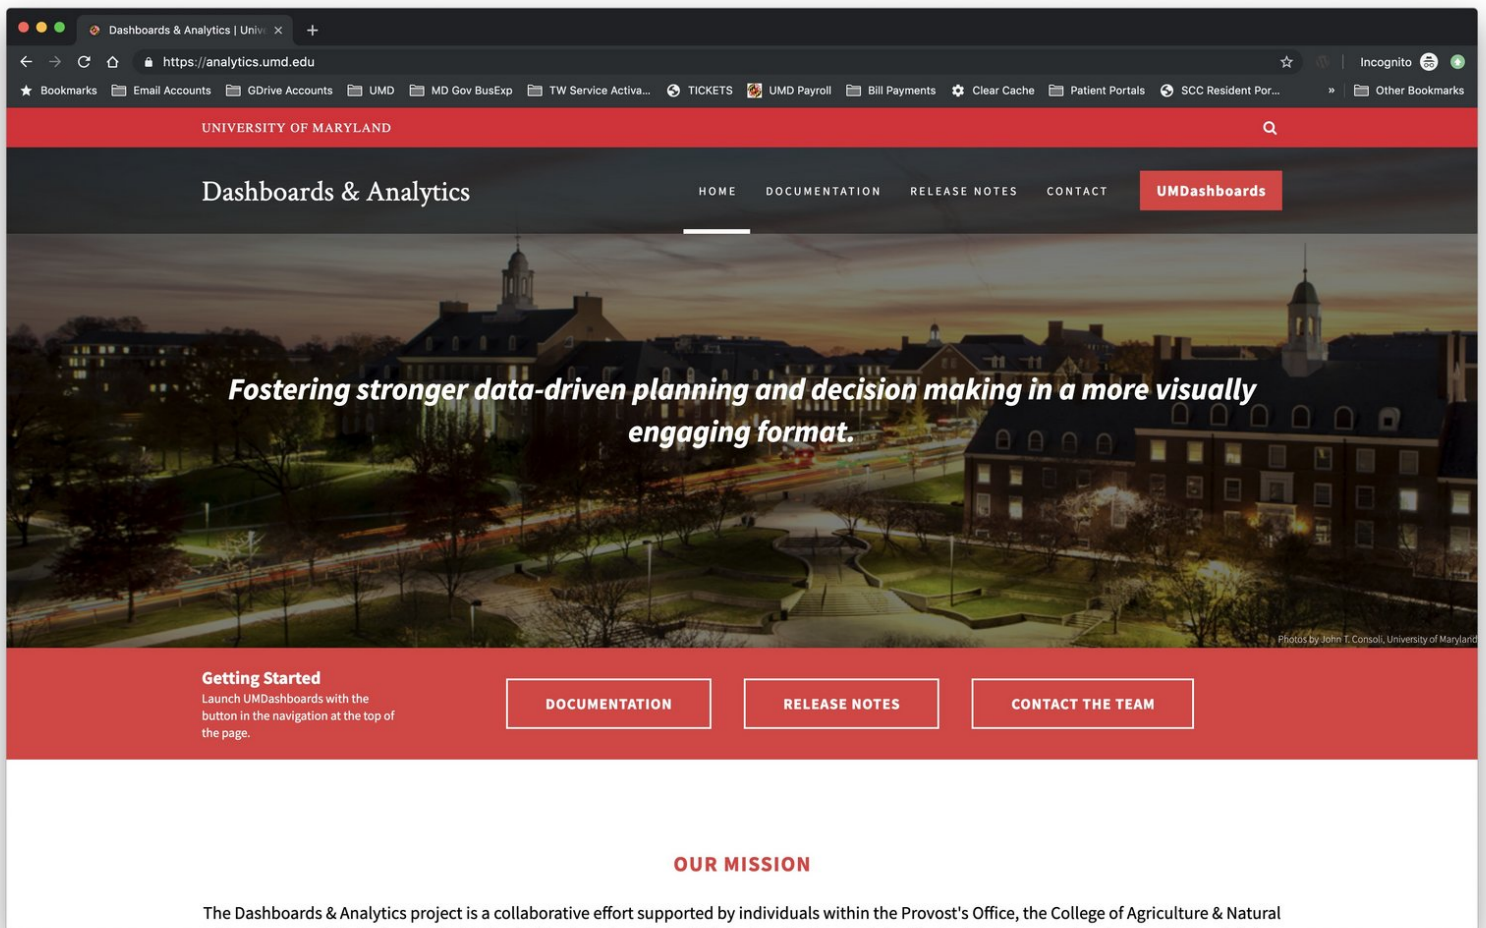 Dashboards & Analytics | Unive
https://analytics.umd.edu
Incognito
Bookmarks Email Accounts GDrive Accounts UMD MD Gov BusExp TW Service Activa... TICKETS UMD Payroll Bill Payments Clear Cache Patient Portals SCC Resident Por... » Other Bookmarks
UNIVERSITY OF MARYLAND
Dashboards & Analytics
HOME DOCUMENTATION RELEASE NOTES CONTACT UMDashboards
Fostering stronger data-driven planning and decision making in a more visually
engaging format.
Photos by John T. Consoli, University of Maryland
Getting Started
Launch UMDashboards with the
button in the navigation at the top of
the page.
DOCUMENTATION RELEASE NOTES CONTACT THE TEAM
OUR MISSION
The Dashboards & Analytics project is a collaborative effort supported by individuals within the Provost's Office, the College of Agriculture & Natural